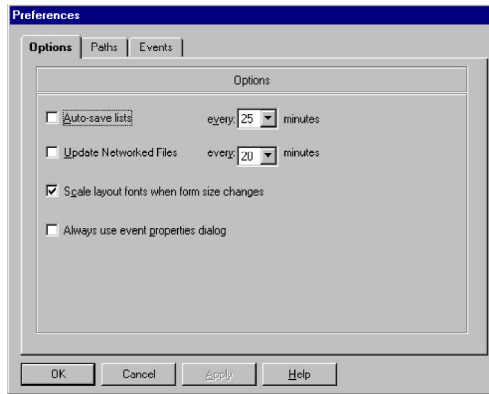 Preferences
Options Paths Events
Options
Auto-save lists every: 25 minutes
Update Networked Files every: 20 minutes
Scale layout fonts when form size changes
Always use event properties dialog
OK Cancel Apply Help